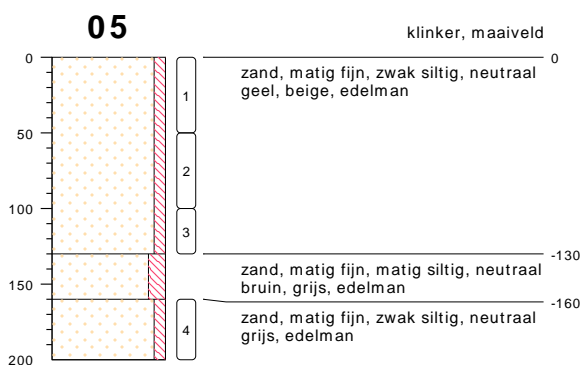 05
klinker, maaiveld
0
0
zand, matig fijn, zwak siltig, neutraal
geel, beige, edelman
1
50
2
100
3
-130
zand, matig fijn, matig siltig, neutraal
bruin, grijs, edelman
150
-160
zand, matig fijn, zwak siltig, neutraal
grijs, edelman
4
200